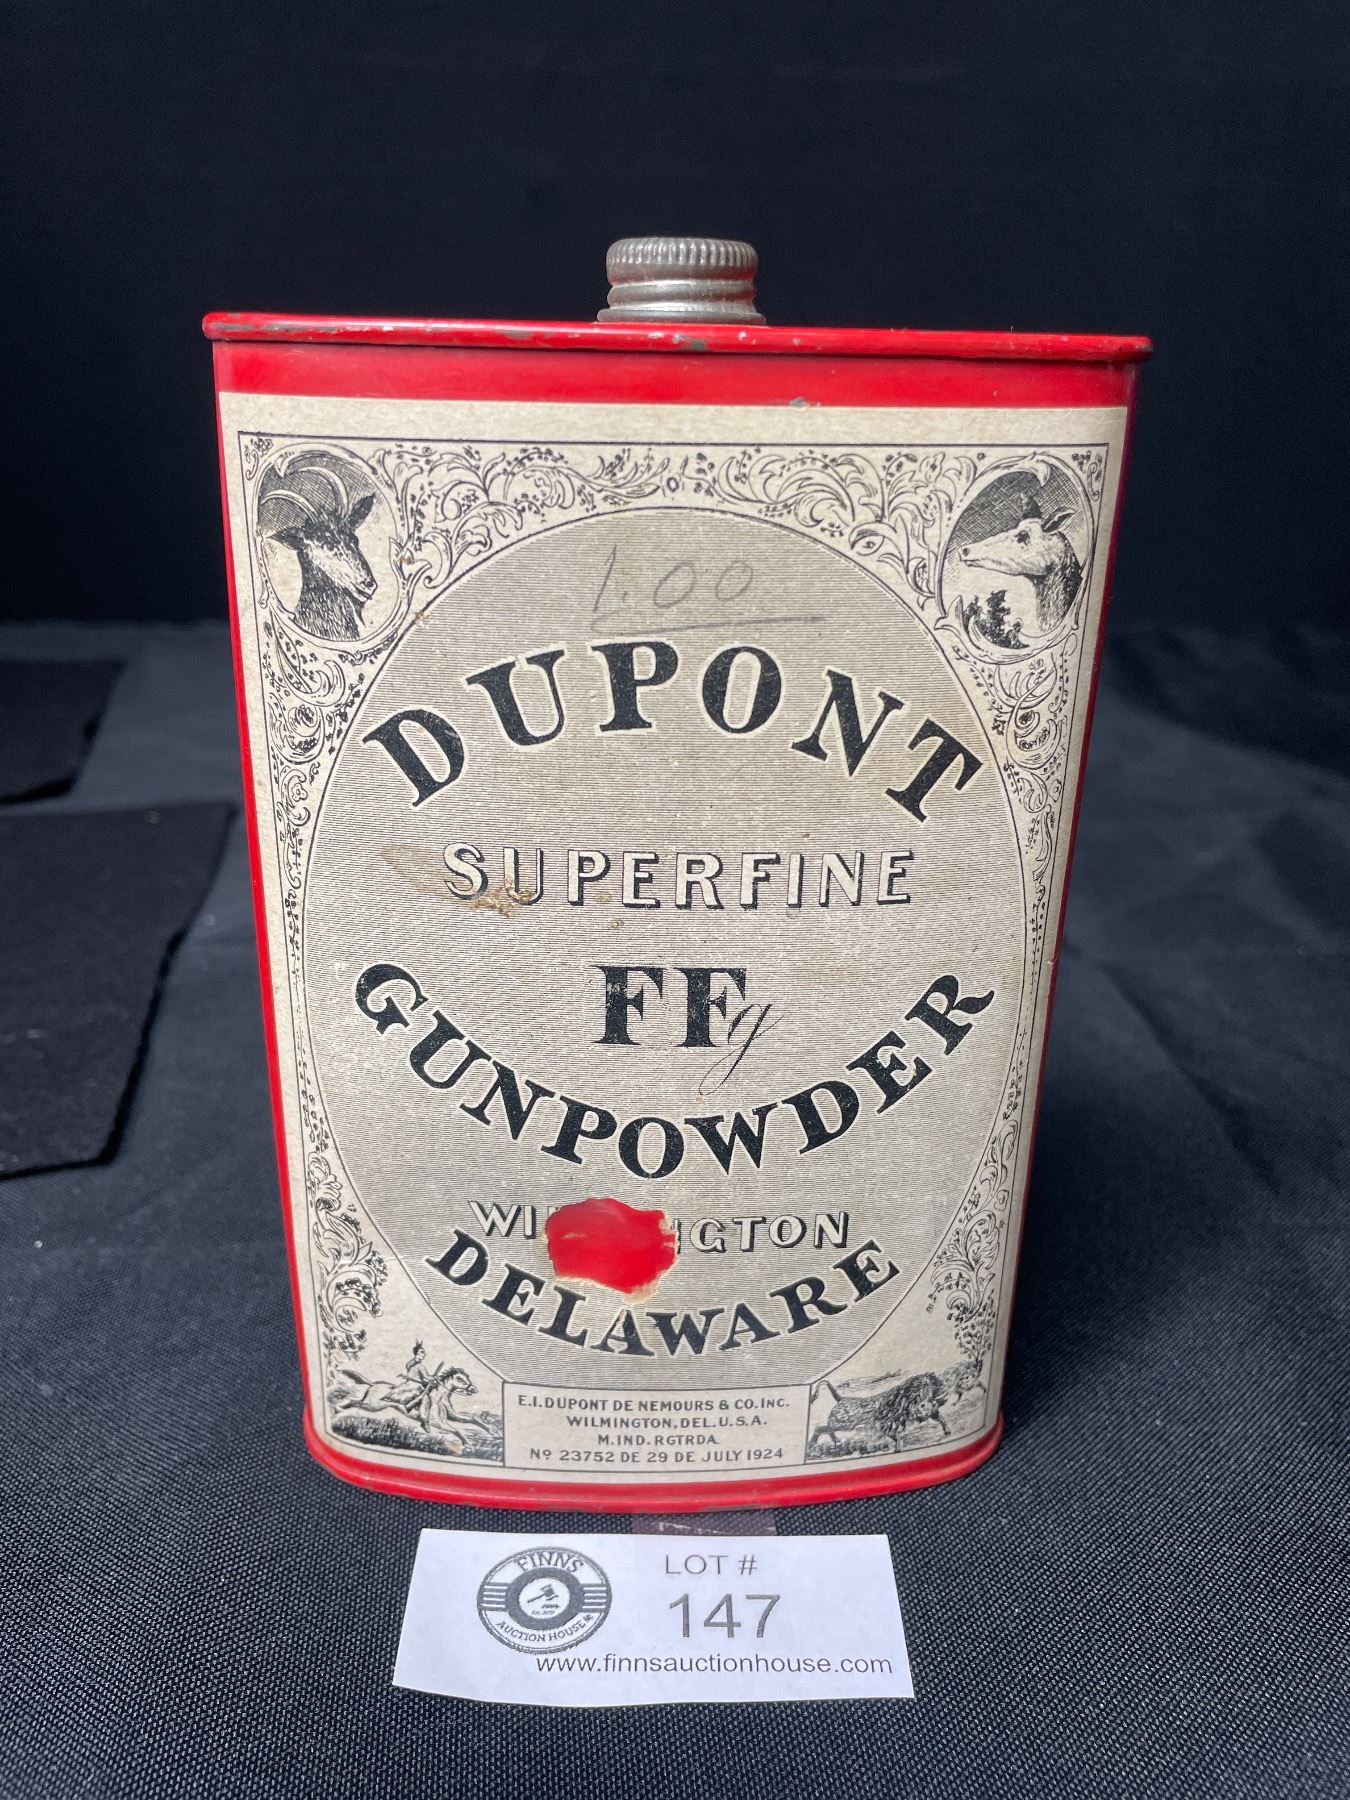 1.00
DUPONT
SUPERFINE
FFg
GUNPOWDER
WI NGTON
DELAWARE
E.I.DUPONT DE NEMOURS & CO.INC.
WILMINGTON, DEL.U.S.A.
M.IND.RGTRDA.
Nº 23752 DE 29 DE JULY 1924
FINNS
AUCTION HOUSE
LOT #
147
www.finnsauctionhouse.com